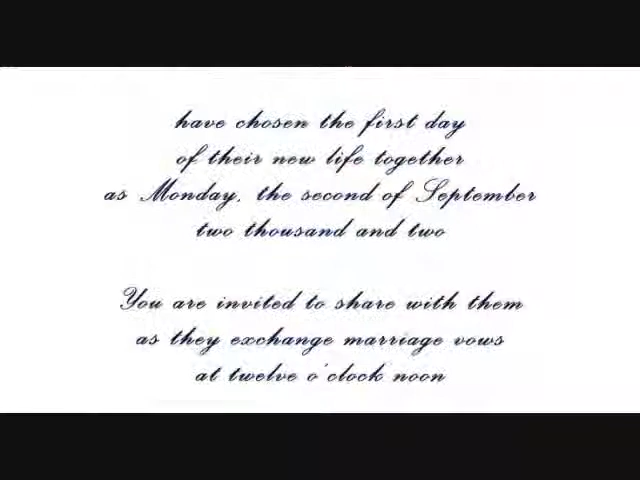 have chosen the first day
of their new life together
as Monday, the second of September
two thousand and two
You are invited to share with them
as they exchange marriage vows
at twelve o'clock noon